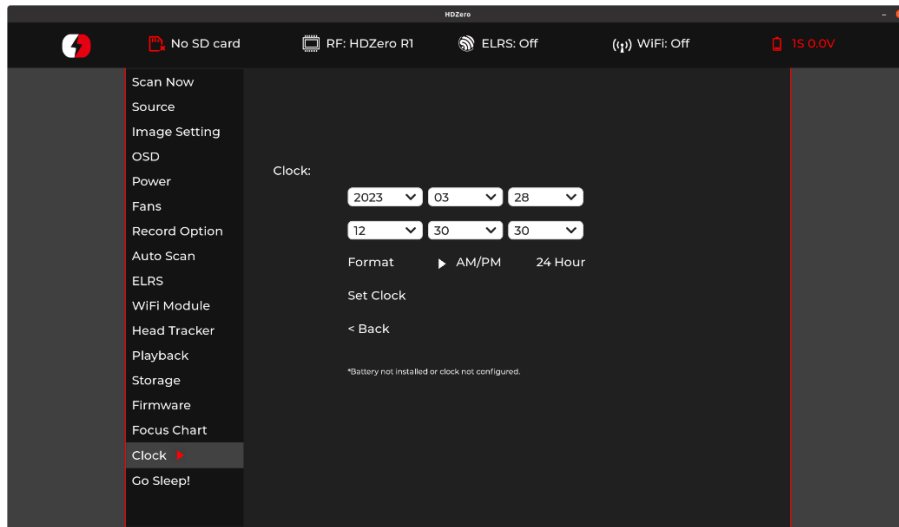 HDZero
No SD card RF: HDZero R1 ELRS: Off WiFi: Off 1S 0.0V
Scan Now
Source
Image Setting
OSD
Power
Fans
Record Option
Auto Scan
ELRS
WiFi Module
Head Tracker
Playback
Storage
Firmware
Focus Chart
Clock
Go Sleep!
Clock:
2023 03 28
12 30 30
Format AM/PM 24 Hour
Set Clock
< Back
*Battery not installed or clock not configured.